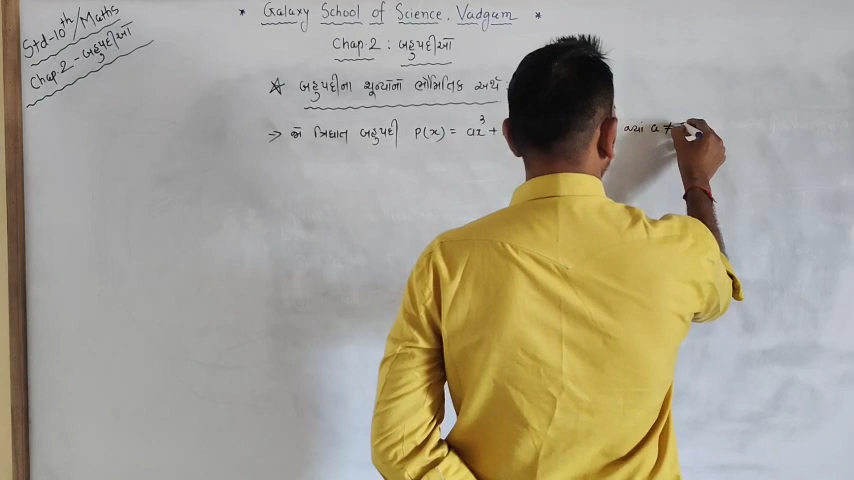 Std-10th/Maths
Chap.2 - બહુપદીઓ
* Galaxy School of Science, Vadgam *
Chap.2 : બહુપદીઓ
☆ બહુપદીના શૂન્યોનો ભૌમિતિક અર્થ
→ જો ત્રિઘાત બહુપદી P(x) = ax³ + જ્યાં a ≠